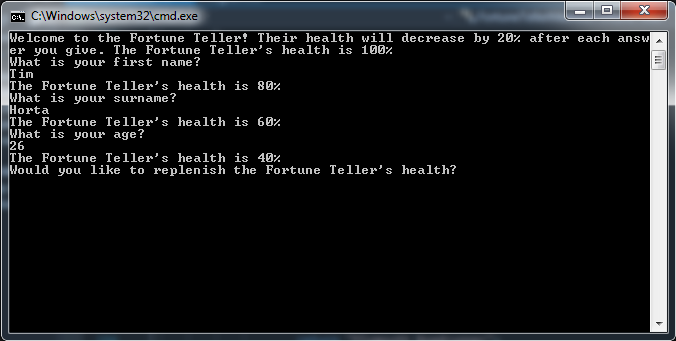 C:\Windows\system32\cmd.exe
Welcome to the Fortune Teller! Their health will decrease by 20% after each answ
er you give. The Fortune Teller's health is 100%
What is your first name?
Tim
The Fortune Teller's health is 80%
What is your surname?
Horta
The Fortune Teller's health is 60%
What is your age?
26
The Fortune Teller's health is 40%
Would you like to replenish the Fortune Teller's health?